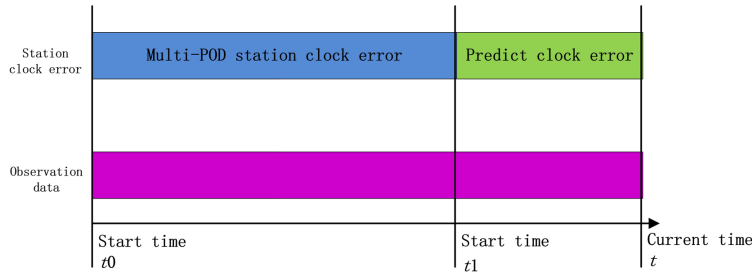 Station
clock error
Multi-POD station clock error
Predict clock error
Observation
data
Start time
t0
Start time
t1
Current time
t